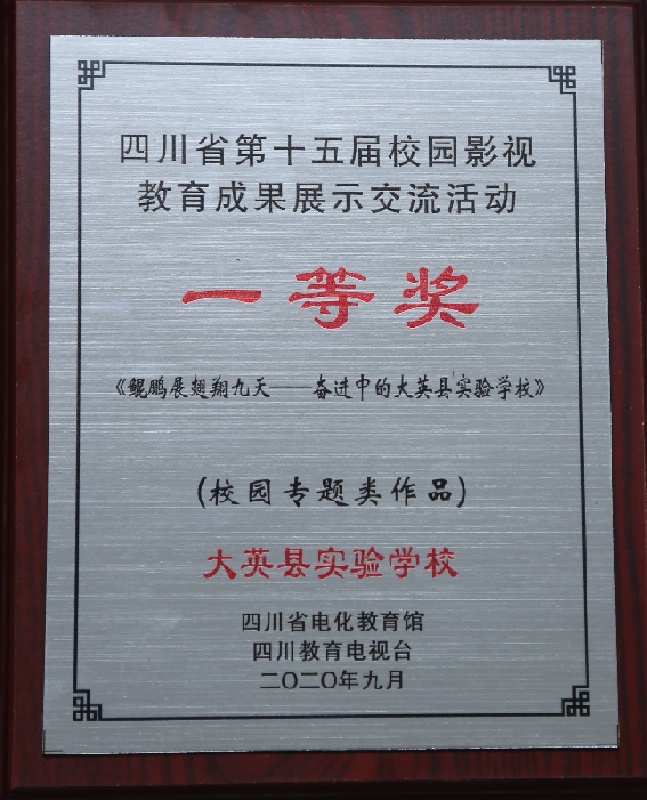 四川省第十五届校园影视
教育成果展示交流活动
一等奖
《鲲鹏展翅翔九天——奋进中的大英县实验学校》
(校园专题类作品)
大英县实验学校
四川省电化教育馆
四川教育电视台
二〇二〇年九月